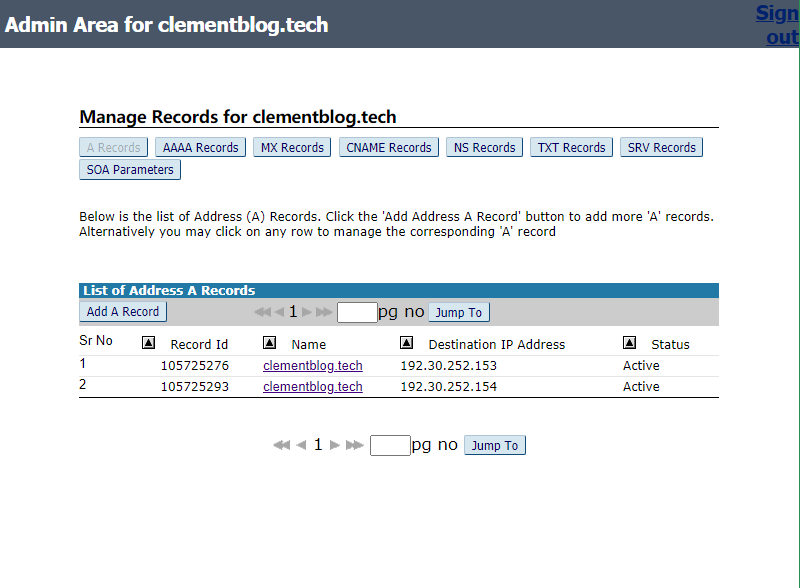 Admin Area for clementblog.tech
Sign
out
Manage Records for clementblog.tech
A Records AAAA Records MX Records CNAME Records NS Records TXT Records SRV Records
SOA Parameters
Below is the list of Address (A) Records. Click the 'Add Address A Record' button to add more 'A' records.
Alternatively you may click on any row to manage the corresponding 'A' record
List of Address A Records
Add A Record 1 pg no Jump To
Sr No Record Id Name Destination IP Address Status
1 105725276 clementblog.tech 192.30.252.153 Active
2 105725293 clementblog.tech 192.30.252.154 Active
1 pg no Jump To